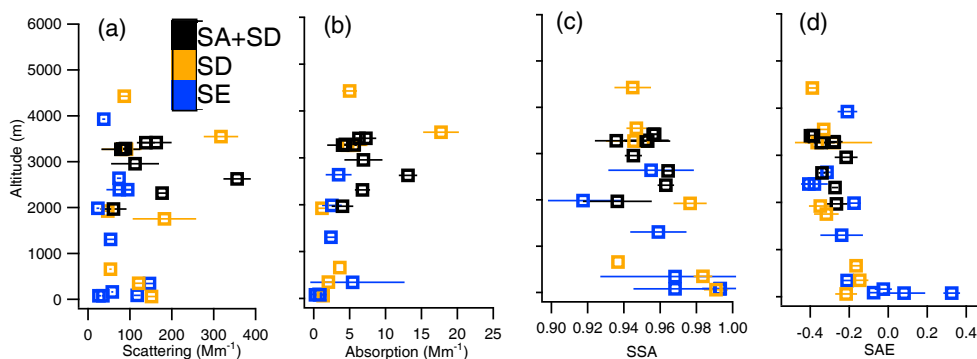 (a)
(b)
(c)
(d)
SA+SD
SD
SE
Altitude (m)
6000
5000
4000
3000
2000
1000
0
0 100 200 300 400
Scattering (Mm-1)
0 5 10 15 20 25
Absorption (Mm-1)
0.90 0.92 0.94 0.96 0.98 1.00
SSA
-0.4 -0.2 0.0 0.2 0.4
SAE